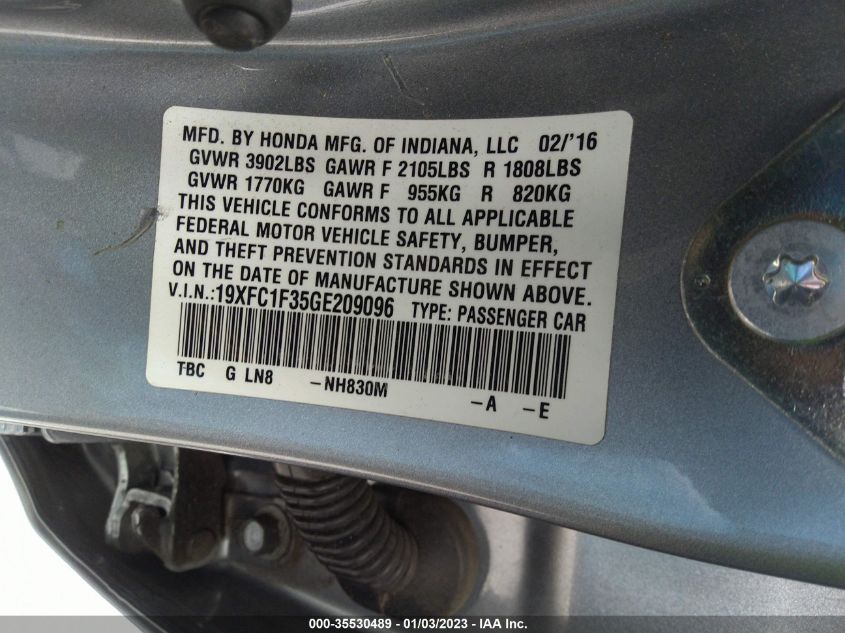 MFD. BY HONDA MFG. OF INDIANA, LLC 02/'16
GVWR 3902LBS GAWR F 2105LBS R 1808LBS
GVWR 1770KG GAWR F 955KG R 820KG
THIS VEHICLE CONFORMS TO ALL APPLICABLE
FEDERAL MOTOR VEHICLE SAFETY, BUMPER,
AND THEFT PREVENTION STANDARDS IN EFFECT
ON THE DATE OF MANUFACTURE SHOWN ABOVE.
V.I.N.:19XFC1F35GE209096 TYPE: PASSENGER CAR
TBC G LN8 -NH830M -A -E
000-35530489 - 01/03/2023 - IAA Inc.